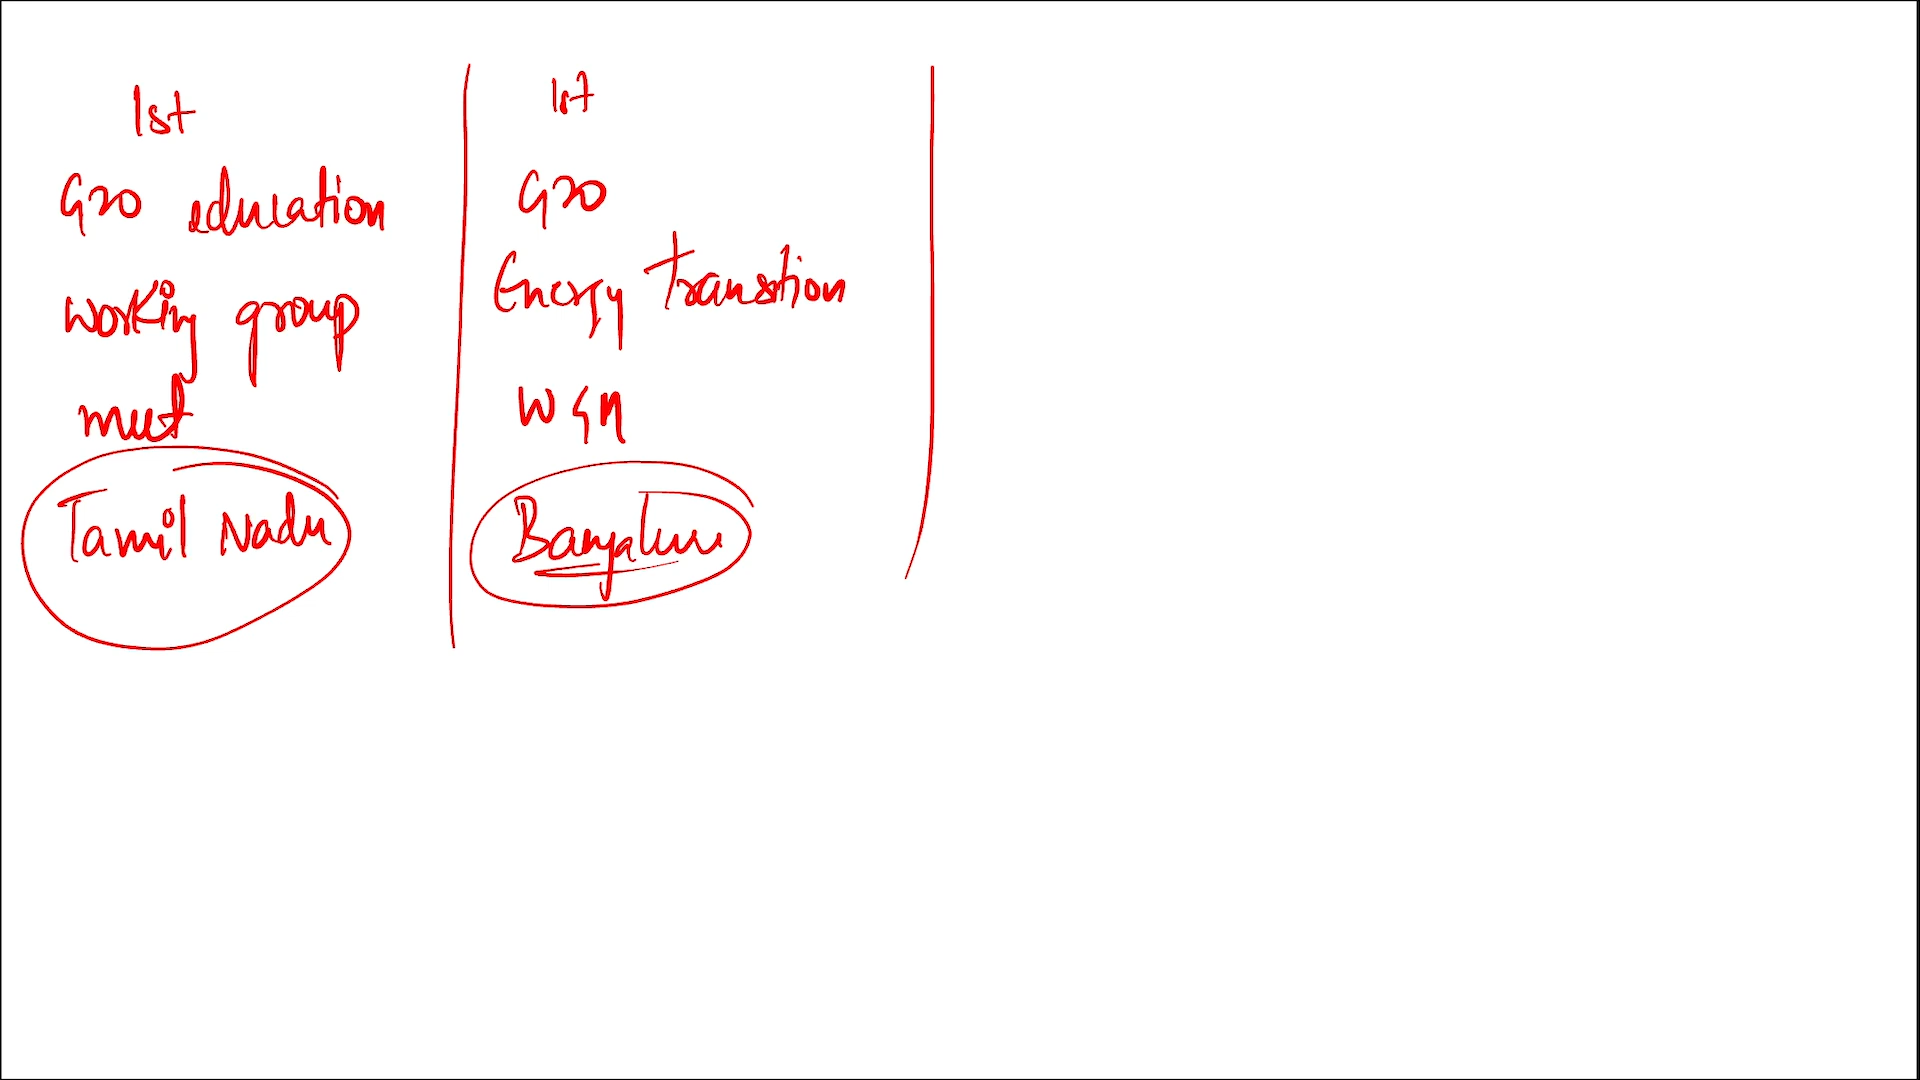 1st
G20 education
working group
meet
Tamil Nadu
1st
G20
Energy Transition
WGM
Bangaluru